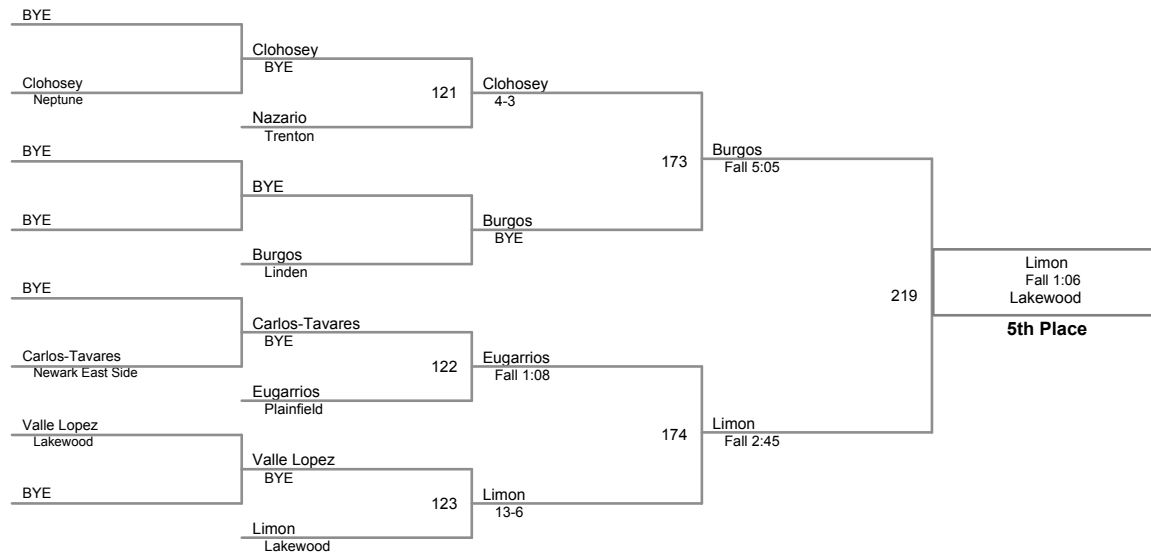 BYE
Clohosey
Neptune
BYE
BYE
BYE
Carlos-Tavares
Newark East Side
Valle Lopez
Lakewood
BYE
Clohosey
BYE
Nazario
Trenton
BYE
Burgos
Linden
Carlos-Tavares
BYE
Eugarrios
Plainfield
Valle Lopez
BYE
Limon
Lakewood
121
122
123
Clohosey
4-3
Burgos
BYE
Eugarrios
Fall 1:08
Limon
13-6
173
174
Burgos
Fall 5:05
Limon
Fall 2:45
219
Limon
Fall 1:06
Lakewood
5th Place